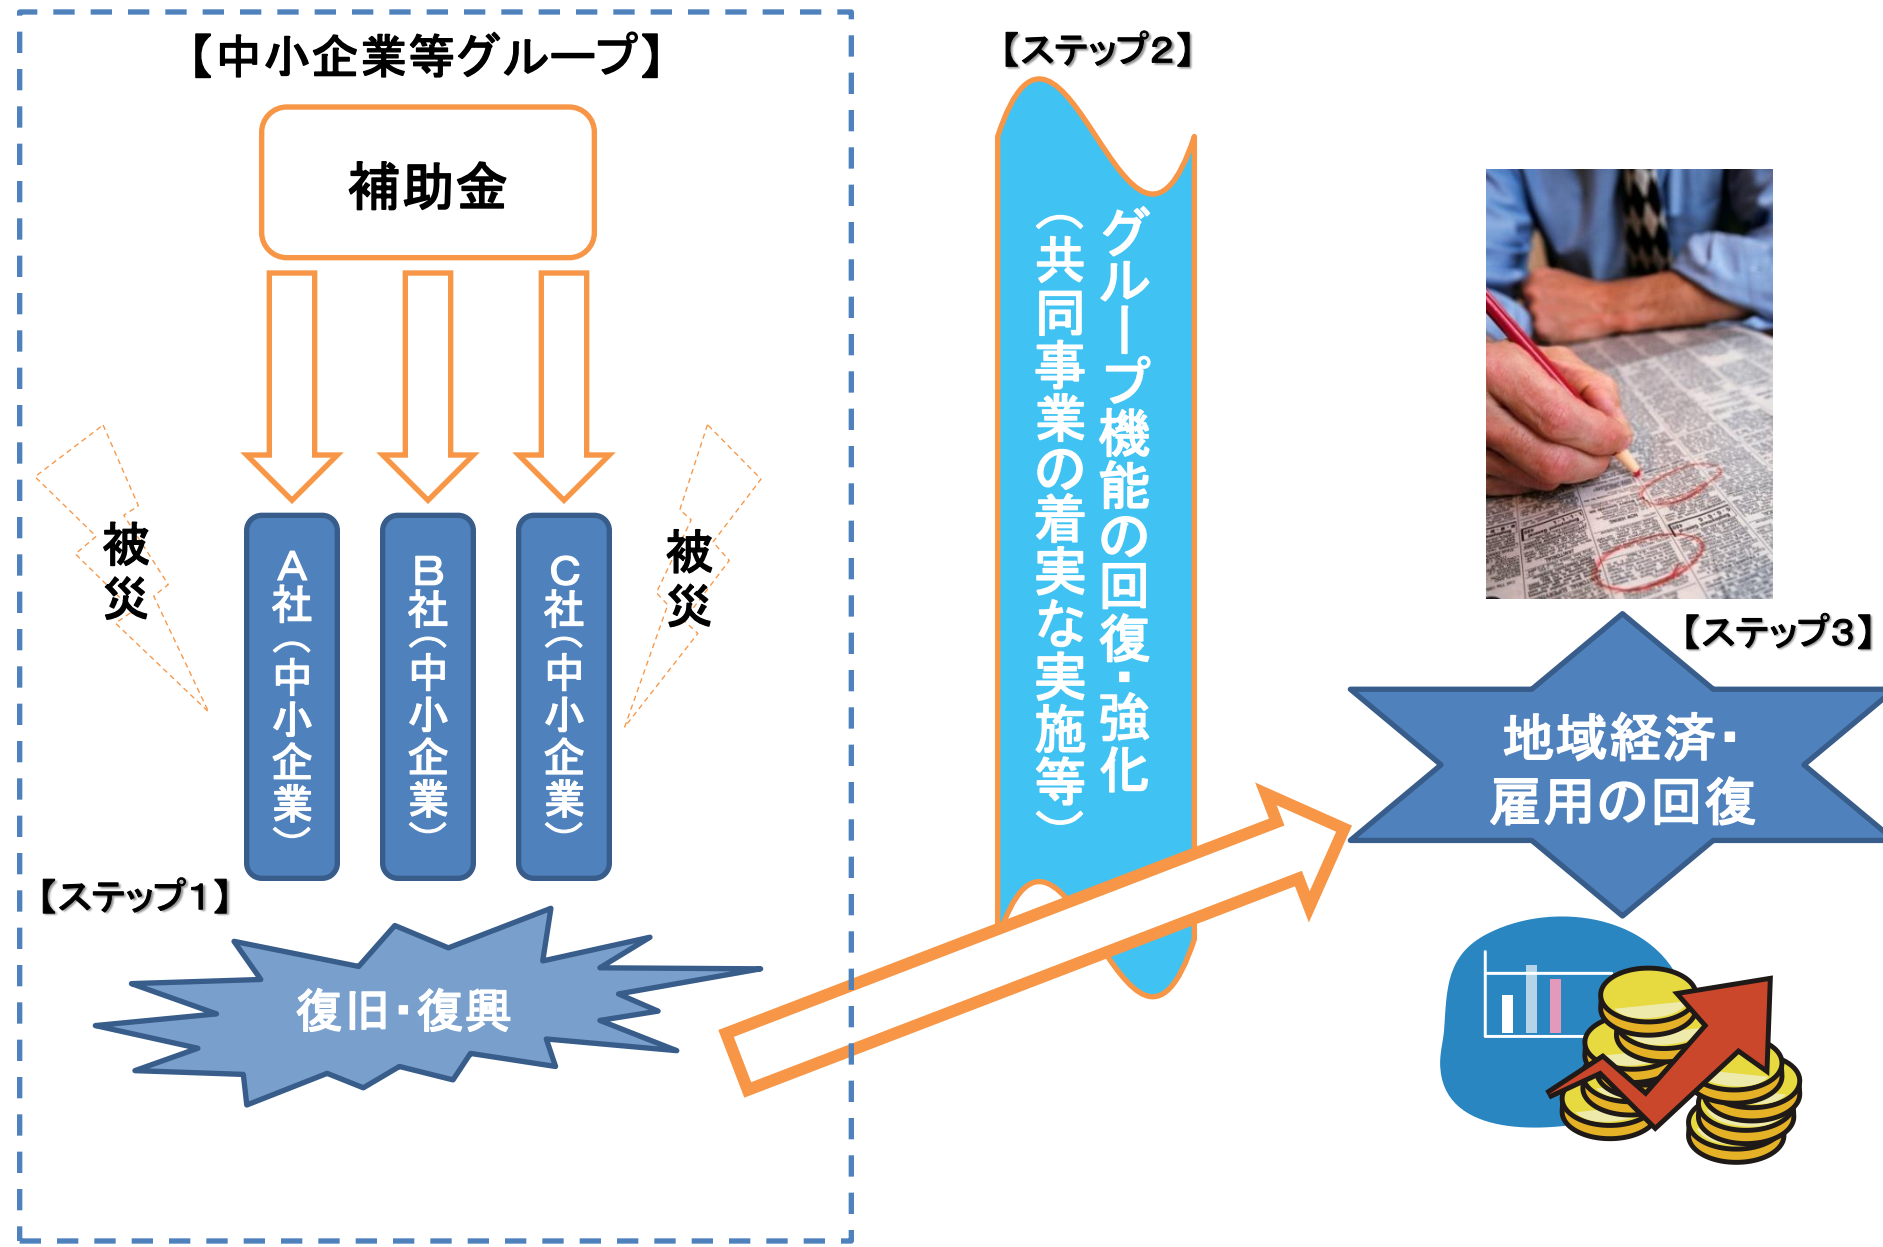 【中小企業等グループ】
補助金
被災
被災
A社(中小企業)
B社(中小企業)
C社(中小企業)
【ステップ1】
復旧・復興
【ステップ2】
グループ機能の回復・強化
(共同事業の着実な実施等)
【ステップ3】
地域経済・
雇用の回復